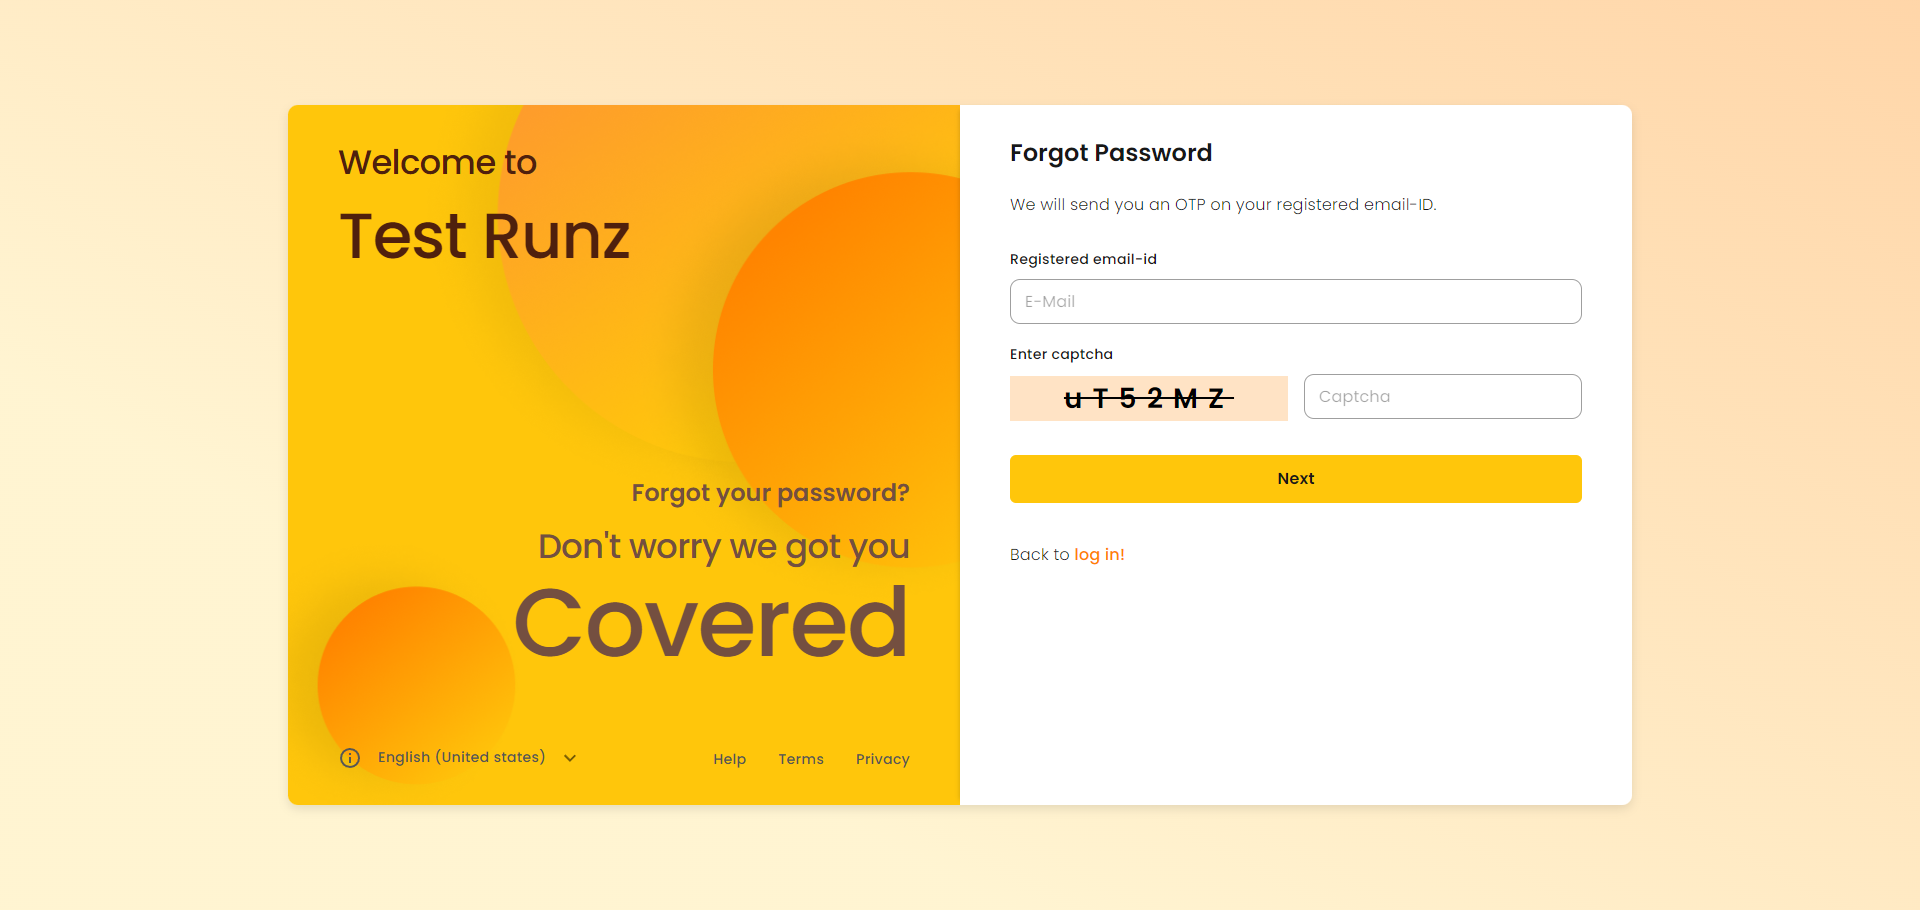 Welcome to
Test Runz
Forgot your password?
Don't worry we got you
Covered
English (United states)
Help Terms Privacy
Forgot Password
We will send you an OTP on your registered email-ID.
Registered email-id
E-Mail
Enter captcha
uT52MZ
Captcha
Next
Back to log in!